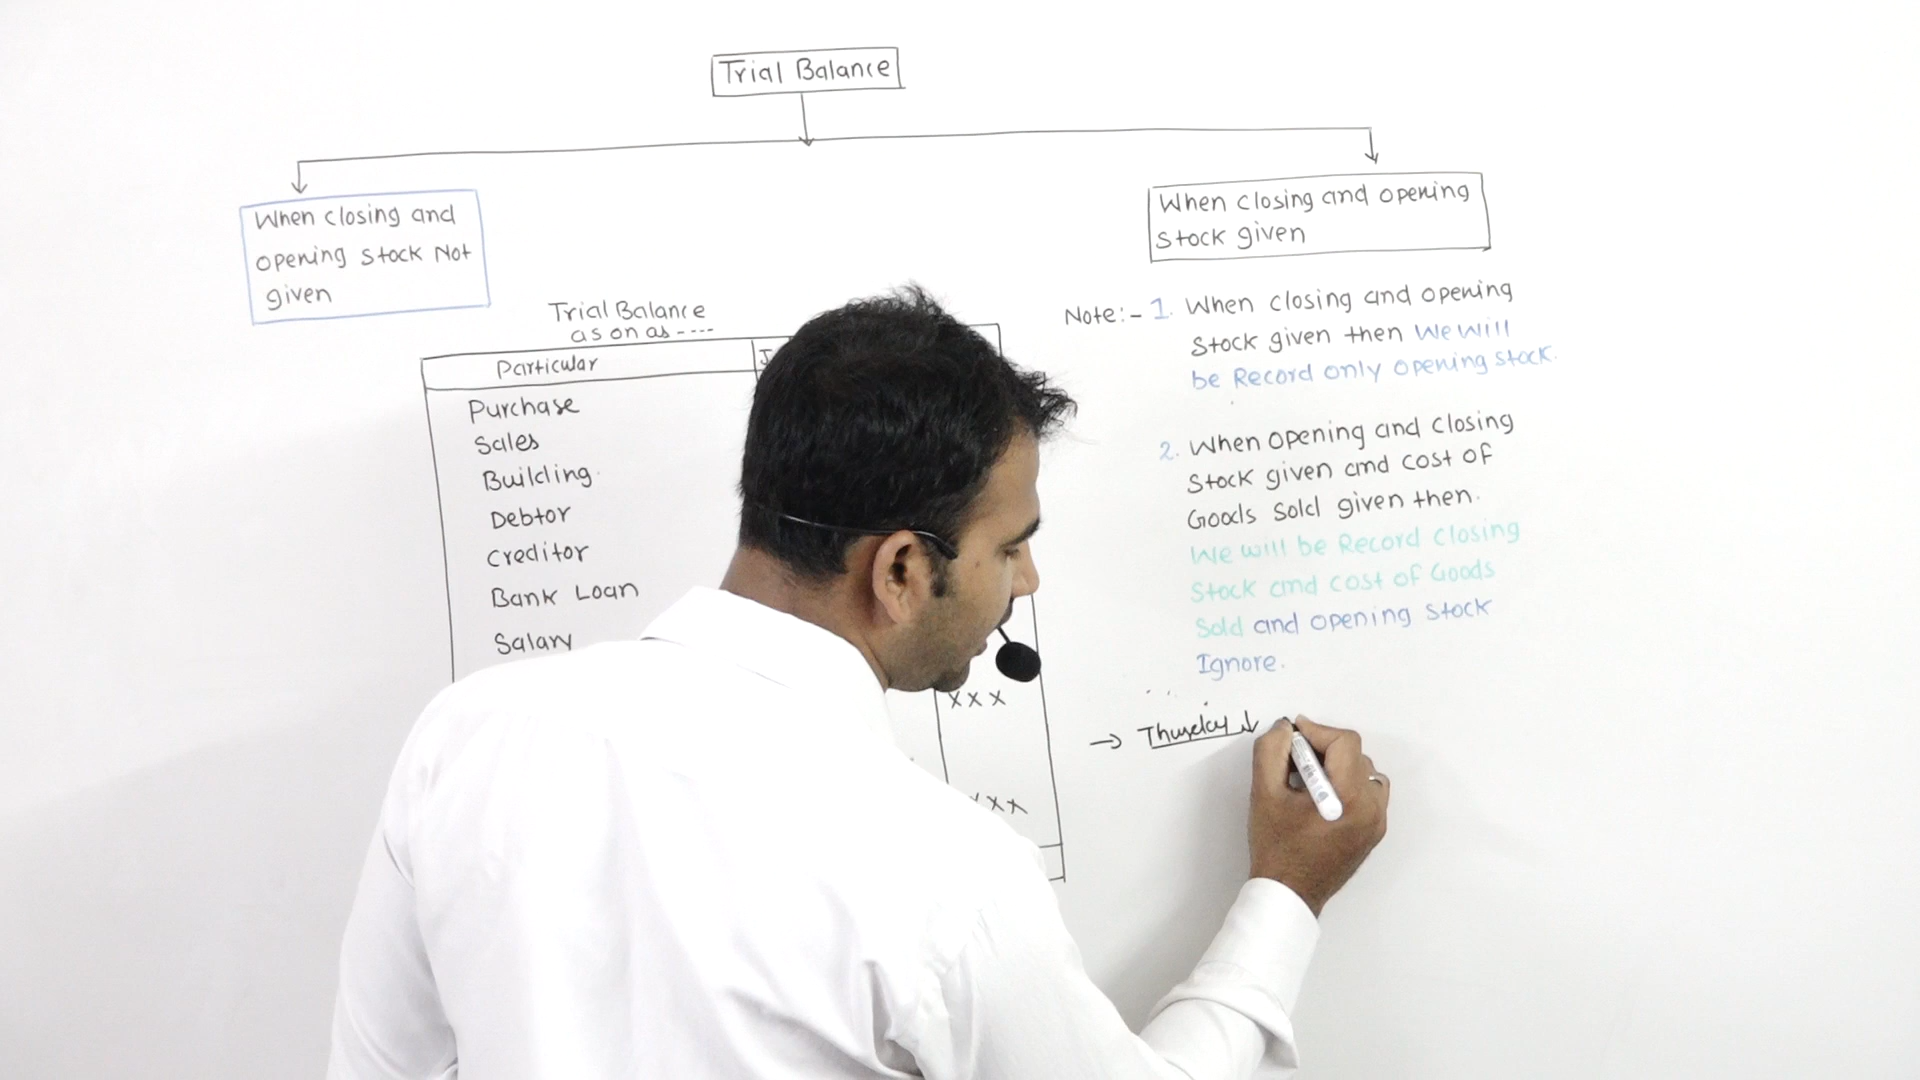 Trial Balance
When closing and
opening stock Not
given
When closing and opening
stock given
Trial Balance
as on as ----
Particular
Purchase
Sales
Building
Debtor
Creditor
Bank Loan
Salary
xxx
xxx
Note:- 1. When closing and opening
Stock given then We will
be Record only opening stock.
2. When opening and closing
Stock given and cost of
Goods Sold given then.
We will be Record closing
Stock and cost of Goods
Sold and opening stock
Ignore.
→ Thursday ↓